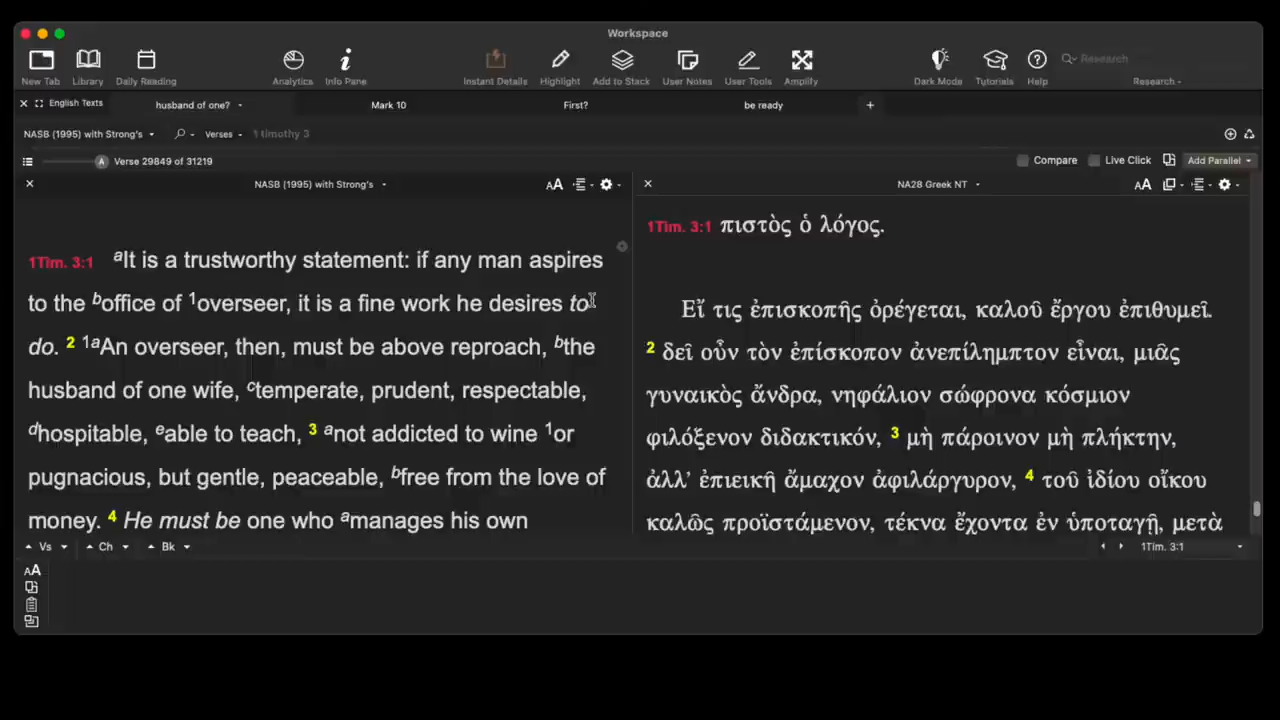 Workspace
New Tab Library Daily Reading Analytics Info Pane Instant Details Highlight Add to Stack User Notes User Tools Amplify Dark Mode Tutorials Help Research
Research
English Texts husband of one? Mark 10 First? be ready +
NASB (1995) with Strong's Verses 1 timothy 3
A Verse 29849 of 31219 Compare Live Click Add Parallel
NASB (1995) with Strong's
1Tim. 3:1 aIt is a trustworthy statement: if any man aspires
to the boffice of 1overseer, it is a fine work he desires to
do. 2 1aAn overseer, then, must be above reproach, bthe
husband of one wife, ctemperate, prudent, respectable,
dhospitable, eable to teach, 3 anot addicted to wine 1or
pugnacious, but gentle, peaceable, bfree from the love of
money. 4 He must be one who amanages his own
NA28 Greek NT
1Tim. 3:1 πιστὸς ὁ λόγος.
Εἴ τις ἐπισκοπῆς ὀρέγεται, καλοῦ ἔργου ἐπιθυμεῖ.
2 δεῖ οὖν τὸν ἐπίσκοπον ἀνεπίλημπτον εἶναι, μιᾶς
γυναικὸς ἄνδρα, νηφάλιον σώφρονα κόσμιον
φιλόξενον διδακτικόν, 3 μὴ πάροινον μὴ πλήκτην,
ἀλλ’ ἐπιεικῆ ἄμαχον ἀφιλάργυρον, 4 τοῦ ἰδίου οἴκου
καλῶς προϊστάμενον, τέκνα ἔχοντα ἐν ὑποταγῇ, μετὰ
Vs Ch Bk 1Tim. 3:1
AA